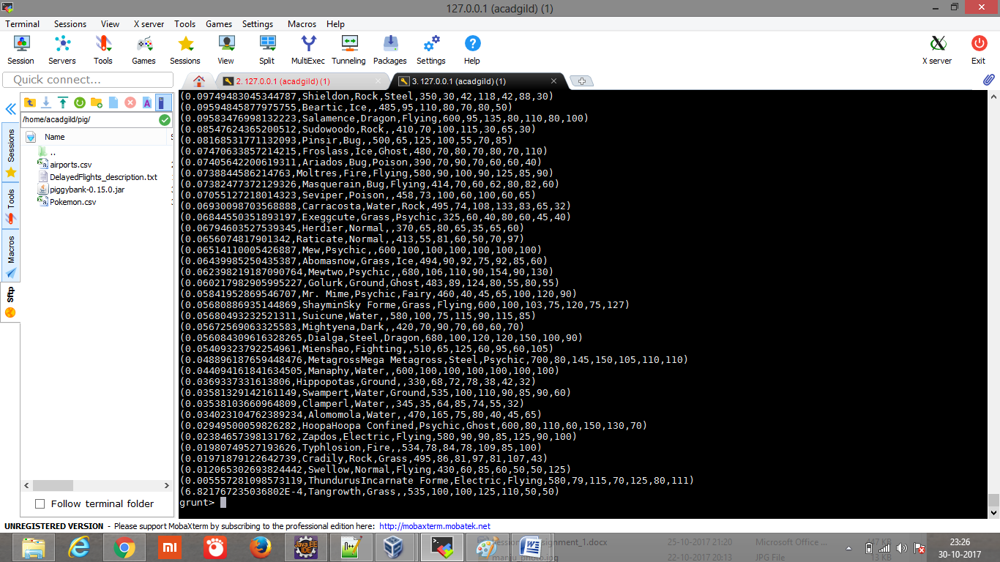 127.0.0.1 (acadgild) (1)
Terminal Sessions View X server Tools Games Settings Macros Help
Session Servers Tools Games Sessions View Split MultiExec Tunneling Packages Settings Help X server Exit
Quick connect...
2. 127.0.0.1 (acadgild) (1)
3. 127.0.0.1 (acadgild) (1)
/home/acadgild/pig/
Name
..
airports.csv
DelayedFlights_description.txt
piggybank-0.15.0.jar
Pokemon.csv
Sessions
Tools
Macros
Sftp
Follow terminal folder
(0.09749483045344787,Shieldon,Rock,Steel,350,30,42,118,42,88,30)
(0.09594845877975755,Beartic,Ice,,485,95,110,80,70,80,50)
(0.09583476998132223,Salamence,Dragon,Flying,600,95,135,80,110,80,100)
(0.08547624365200512,Sudowoodo,Rock,,410,70,100,115,30,65,30)
(0.08168531771132093,Pinsir,Bug,,500,65,125,100,55,70,85)
(0.07470633857214215,Froslass,Ice,Ghost,480,70,80,70,80,70,110)
(0.07405642200619311,Ariados,Bug,Poison,390,70,90,70,60,60,40)
(0.0738844586214763,Moltres,Fire,Flying,580,90,100,90,125,85,90)
(0.07382477372129326,Masquerain,Bug,Flying,414,70,60,62,80,82,60)
(0.07055127218014323,Seviper,Poison,,458,73,100,60,100,60,65)
(0.06930098703568888,Carracosta,Water,Rock,495,74,108,133,83,65,32)
(0.06844550351893197,Exeggcute,Grass,Psychic,325,60,40,80,60,45,40)
(0.06794603527539345,Herdier,Normal,,370,65,80,65,35,65,60)
(0.0656074817901342,Raticate,Normal,,413,55,81,60,50,70,97)
(0.06514110005426887,Mew,Psychic,,600,100,100,100,100,100,100)
(0.06439985250435387,Abomasnow,Grass,Ice,494,90,92,75,92,85,60)
(0.062398219187090764,Mewtwo,Psychic,,680,106,110,90,154,90,130)
(0.060217982905995227,Golurk,Ground,Ghost,483,89,124,80,55,80,55)
(0.05841952869546707,Mr. Mime,Psychic,Fairy,460,40,45,65,100,120,90)
(0.05680886935144869,ShayminSky Forme,Grass,Flying,600,100,103,75,120,75,127)
(0.05680493232521311,Suicune,Water,,580,100,75,115,90,115,85)
(0.05672569063325583,Mightyena,Dark,,420,70,90,70,60,60,70)
(0.056084309616328265,Dialga,Steel,Dragon,680,100,120,120,150,100,90)
(0.05409323792254961,Mienshao,Fighting,,510,65,125,60,95,60,105)
(0.048896187659448476,MetagrossMega Metagross,Steel,Psychic,700,80,145,150,105,110,110)
(0.044094161841634505,Manaphy,Water,,600,100,100,100,100,100,100)
(0.0369337331613806,Hippopotas,Ground,,330,68,72,78,38,42,32)
(0.03581329142161149,Swampert,Water,Ground,535,100,110,90,85,90,60)
(0.03538103660964809,Clamperl,Water,,345,35,64,85,74,55,32)
(0.034023104762389234,Alomomola,Water,,470,165,75,80,40,45,65)
(0.02949500059826282,HoopaHoopa Confined,Psychic,Ghost,600,80,110,60,150,130,70)
(0.02384657398131762,Zapdos,Electric,Flying,580,90,90,85,125,90,100)
(0.01980749527193626,Typhlosion,Fire,,534,78,84,78,109,85,100)
(0.01971879122642739,Cradily,Rock,Grass,495,86,81,97,81,107,43)
(0.012065302693824442,Swellow,Normal,Flying,430,60,85,60,50,50,125)
(0.005557281098573119,ThundurusIncarnate Forme,Electric,Flying,580,79,115,70,125,80,111)
(6.821767235036802E-4,Tangrowth,Grass,,535,100,100,125,110,50,50)
grunt>
UNREGISTERED VERSION - Please support MobaXterm by subscribing to the professional edition here: http://mobaxterm.mobatek.net
25-10-2017 21:20 Microsoft Office ...
manju_photo.jpg 22-10-2017 20:13 JPG File 13 KB
23:26
30-10-2017